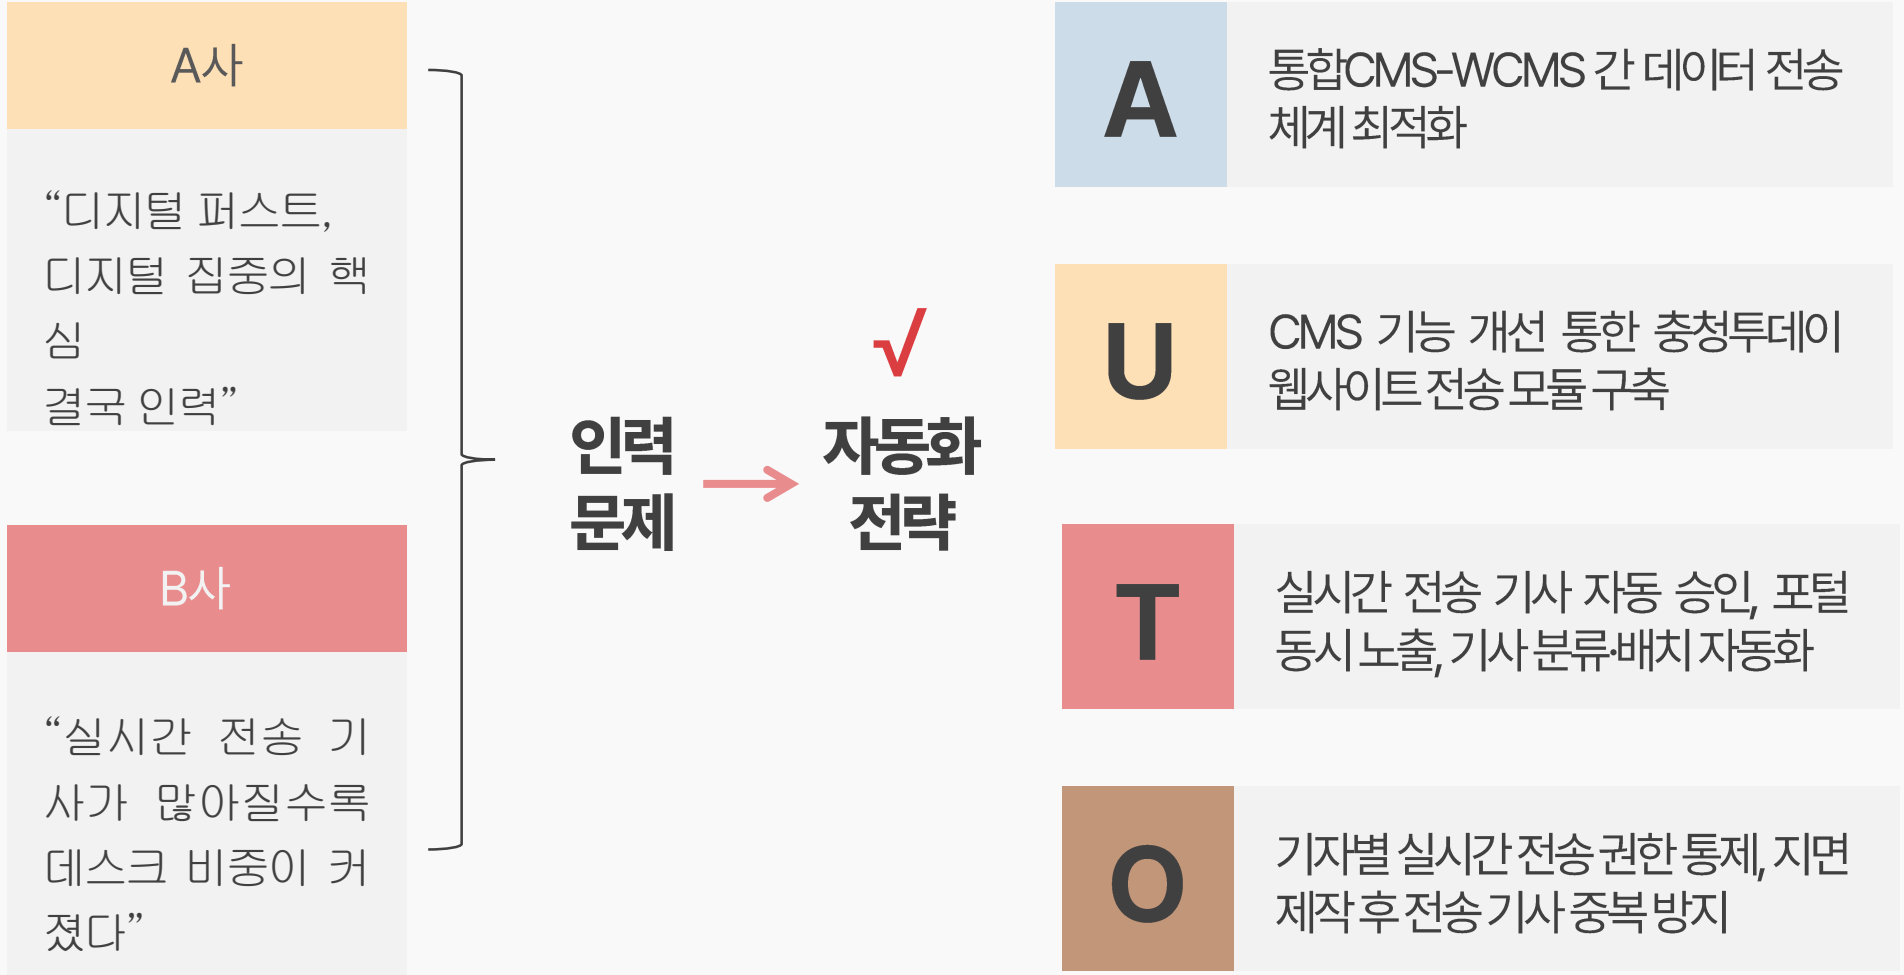 A사
“디지털 퍼스트,
디지털 집중의 핵
심
결국 인력”
B사
“실시간 전송 기
사가 많아질수록
데스크 비중이 커
졌다”
인력
문제
√
자동화
전략
A
통합CMS-WCMS 간 데이터 전송
체계 최적화
U
CMS 기능 개선 통한 충청투데이
웹사이트 전송 모듈 구축
T
실시간 전송 기사 자동 승인, 포털
동시 노출, 기사 분류·배치 자동화
O
기자별 실시간 전송 권한 통제, 지면
제작 후 전송 기사 중복 방지